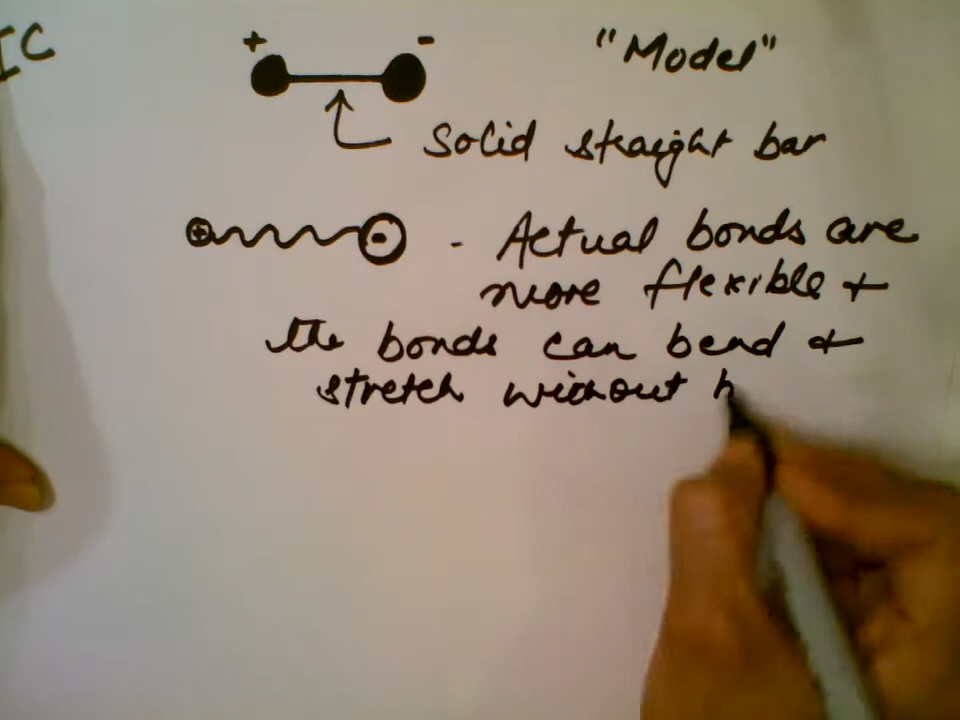 IC
+ - "Model"
solid straight bar
+ - - Actual bonds are
more flexible +
the bonds can bend +
stretch without